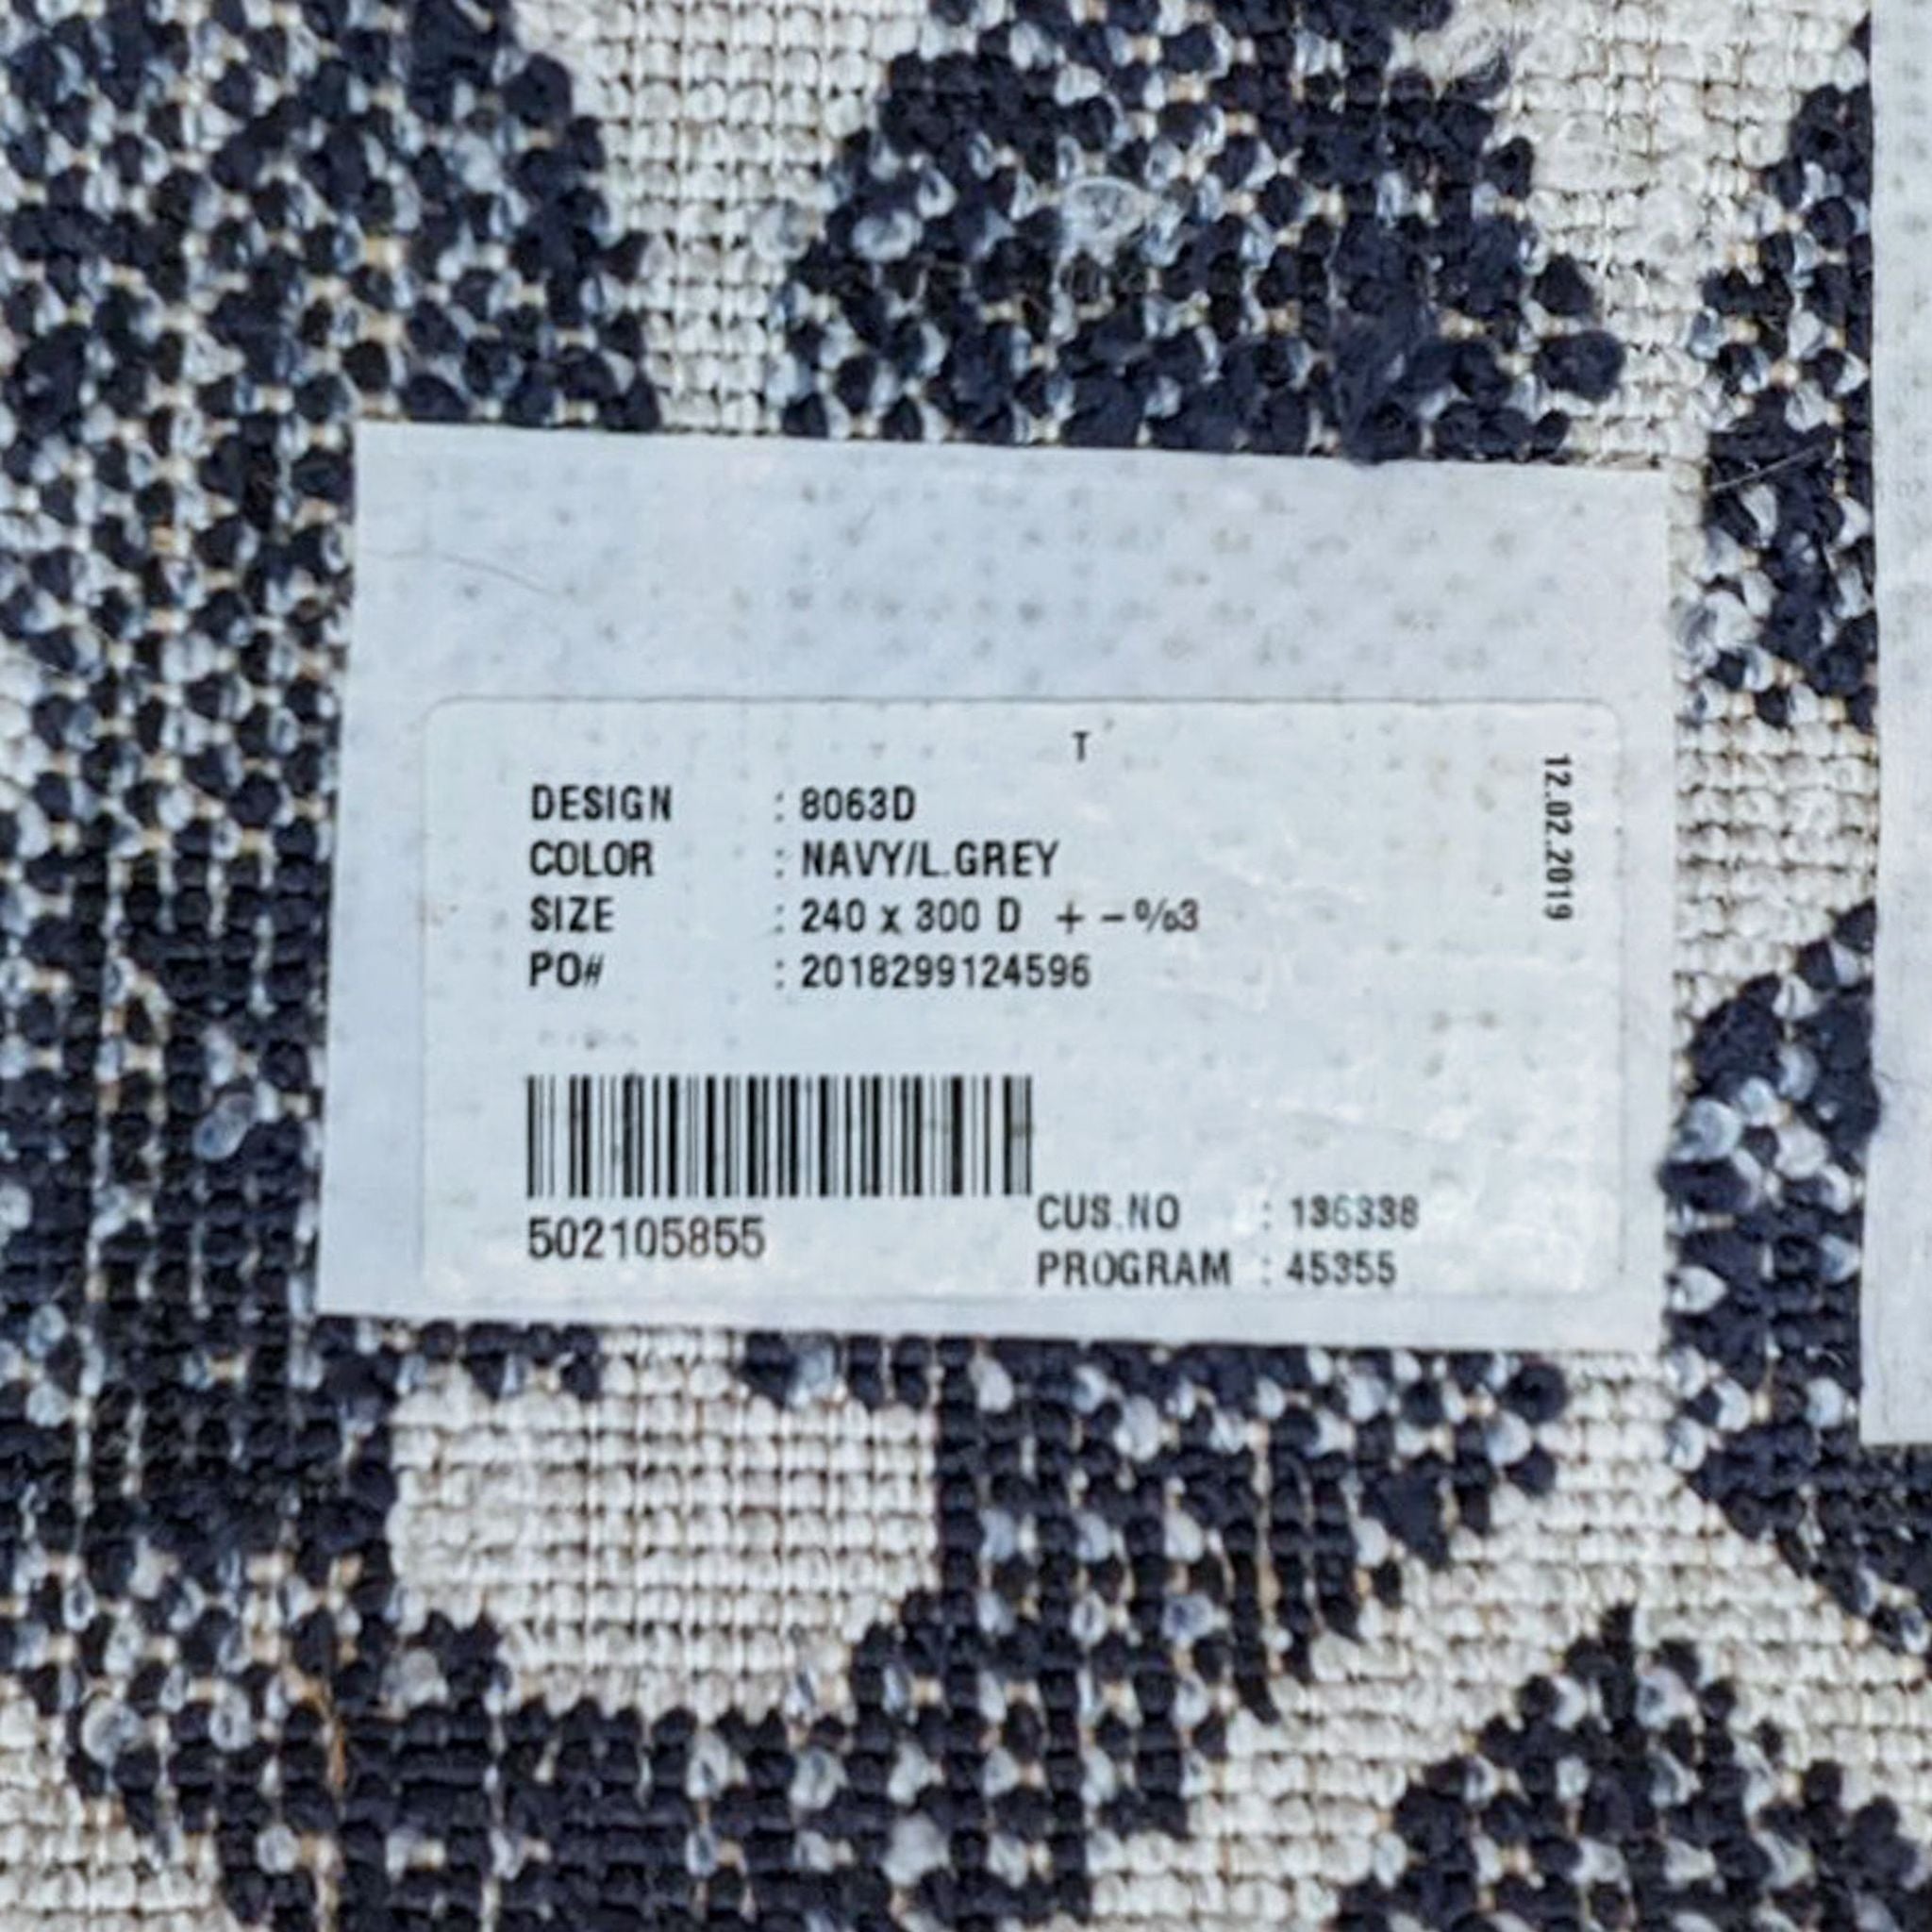 T
12.02.2019
DESIGN : 8063D
COLOR : NAVY/L.GREY
SIZE : 240 x 300 D + - %3
PO# : 2018299124596
502105855
CUS.NO : 136338
PROGRAM : 45355